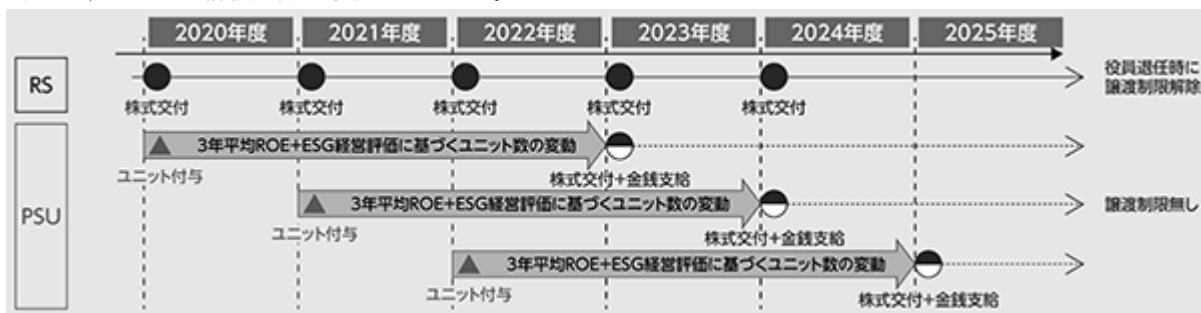 2020年度 2021年度 2022年度 2023年度 2024年度 2025年度
RS
株式交付 株式交付 株式交付 株式交付 株式交付
役員退任時に
譲渡制限解除
PSU
3年平均ROE+ESG経営評価に基づくユニット数の変動
ユニット付与
株式交付+金銭支給
3年平均ROE+ESG経営評価に基づくユニット数の変動
譲渡制限無し
ユニット付与
株式交付+金銭支給
3年平均ROE+ESG経営評価に基づくユニット数の変動
ユニット付与
株式交付+金銭支給